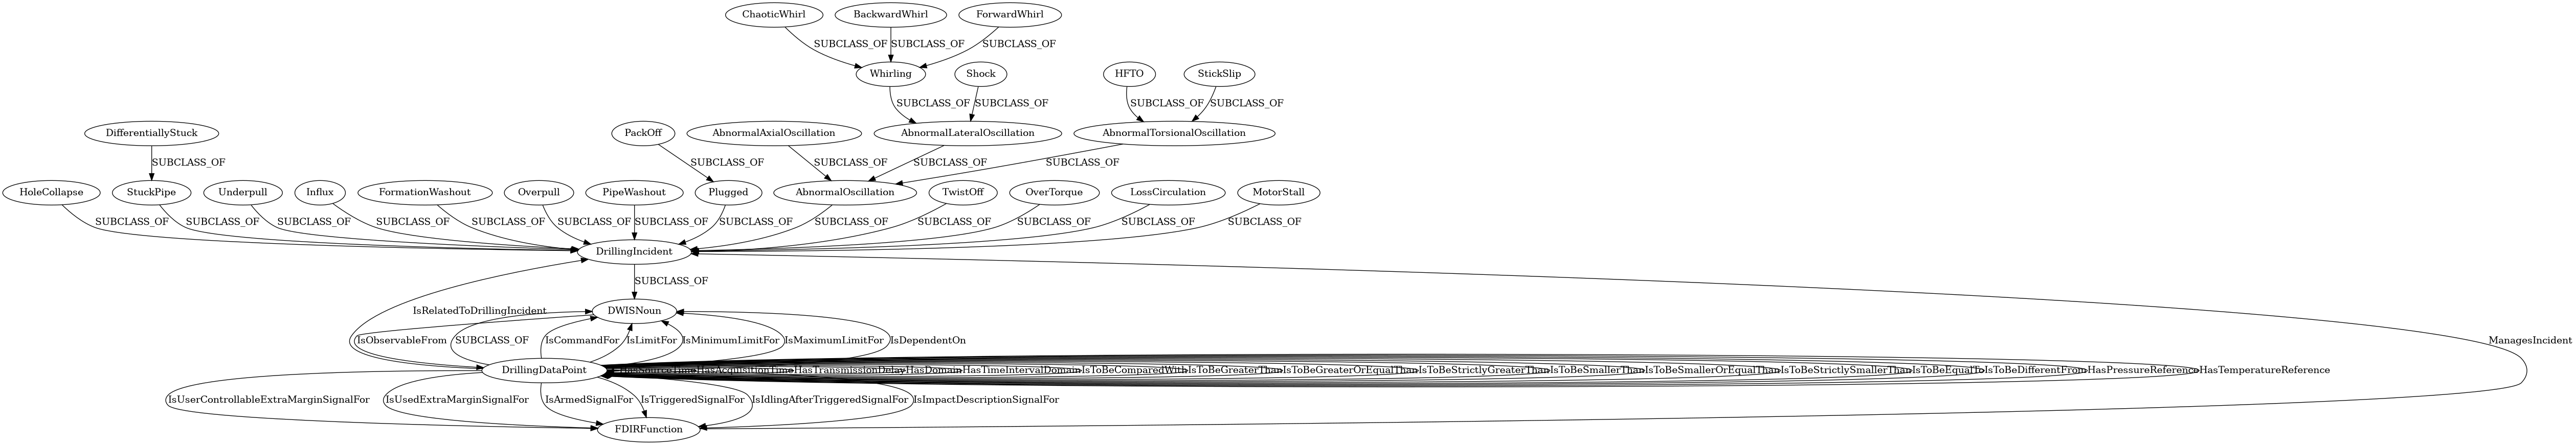 ChaoticWhirl BackwardWhirl ForwardWhirl
SUBCLASS_OF SUBCLASS_OF SUBCLASS_OF
Whirling Shock HFTO StickSlip
SUBCLASS_OF SUBCLASS_OF SUBCLASS_OF SUBCLASS_OF
DifferentiallyStuck PackOff AbnormalAxialOscillation AbnormalLateralOscillation AbnormalTorsionalOscillation
SUBCLASS_OF SUBCLASS_OF SUBCLASS_OF SUBCLASS_OF SUBCLASS_OF
HoleCollapse StuckPipe Underpull Influx FormationWashout Overpull PipeWashout Plugged AbnormalOscillation TwistOff OverTorque LossCirculation MotorStall
SUBCLASS_OF SUBCLASS_OF SUBCLASS_OF SUBCLASS_OF SUBCLASS_OF SUBCLASS_OF SUBCLASS_OF SUBCLASS_OF SUBCLASS_OF SUBCLASS_OF SUBCLASS_OF SUBCLASS_OF SUBCLASS_OF
DrillingIncident
SUBCLASS_OF
IsRelatedToDrillingIncident DWISNoun
IsObservableFrom SUBCLASS_OF IsCommandFor IsLimitFor IsMinimumLimitFor IsMaximumLimitFor IsDependentOn ManagesIncident
DrillingDataPoint HasSourceTime HasAcquisitionTime HasTransmissionDelay HasDomain HasTimeIntervalDomain IsToBeComparedWith IsToBeGreaterThan IsToBeGreaterOrEqualThan IsToBeStrictlyGreaterThan IsToBeSmallerThan IsToBeSmallerOrEqualThan IsToBeStrictlySmallerThan IsToBeEqualTo IsToBeDifferentFrom HasPressureReference HasTemperatureReference
IsUserControllableExtraMarginSignalFor IsUsedExtraMarginSignalFor IsArmedSignalFor IsTriggeredSignalFor IsIdlingAfterTriggeredSignalFor IsImpactDescriptionSignalFor
FDIRFunction